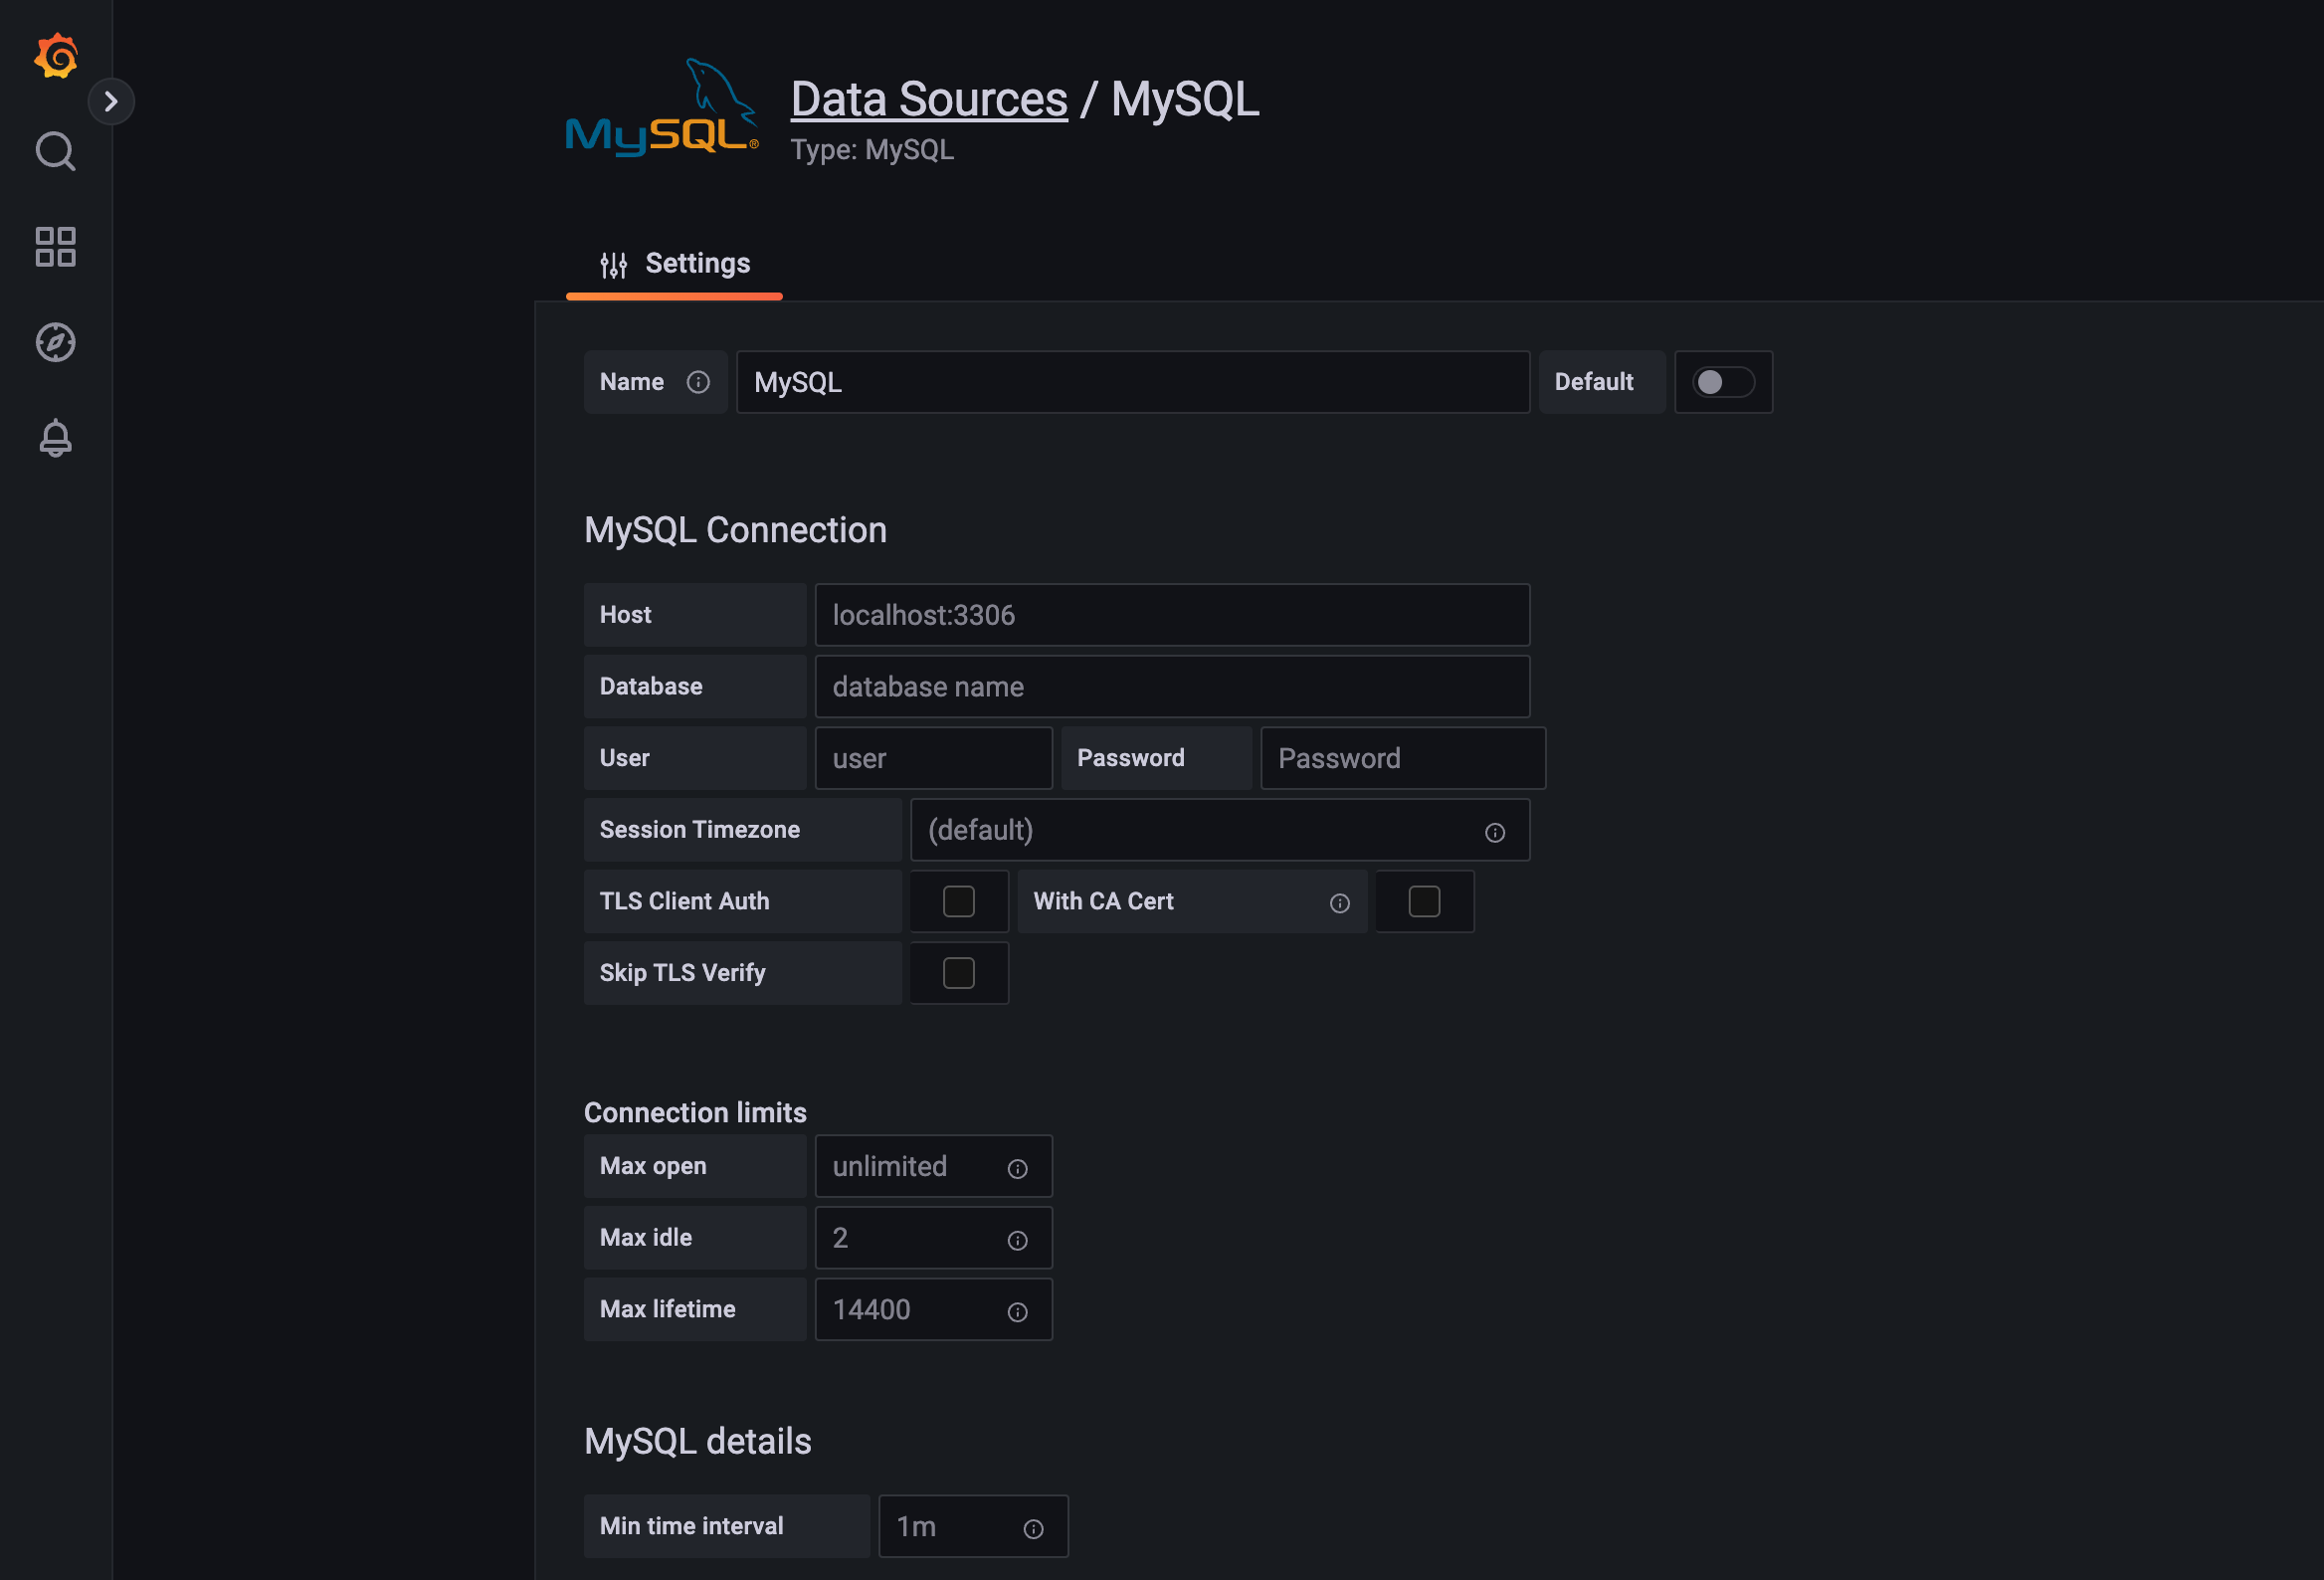 MySQL®
Data Sources / MySQL
Type: MySQL
Settings
Name MySQL Default
MySQL Connection
Host localhost:3306
Database database name
User user Password Password
Session Timezone (default)
TLS Client Auth With CA Cert
Skip TLS Verify
Connection limits
Max open unlimited
Max idle 2
Max lifetime 14400
MySQL details
Min time interval 1m